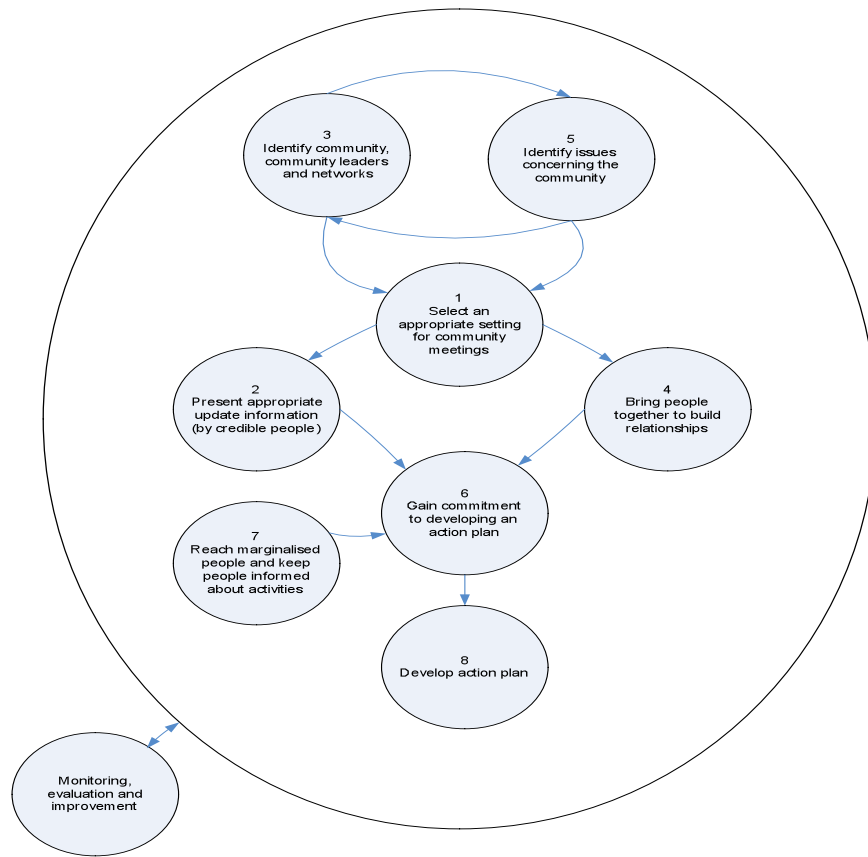 3
Identify community,
community leaders
and networks
5
Identify issues
concerning the
community
1
Select an
appropriate setting
for community
meetings
2
Present appropriate
update information
(by credible people)
4
Bring people
together to build
relationships
6
Gain commitment
to developing an
action plan
7
Reach marginalised
people and keep
people informed
about activities
8
Develop action plan
Monitoring,
evaluation and
improvement